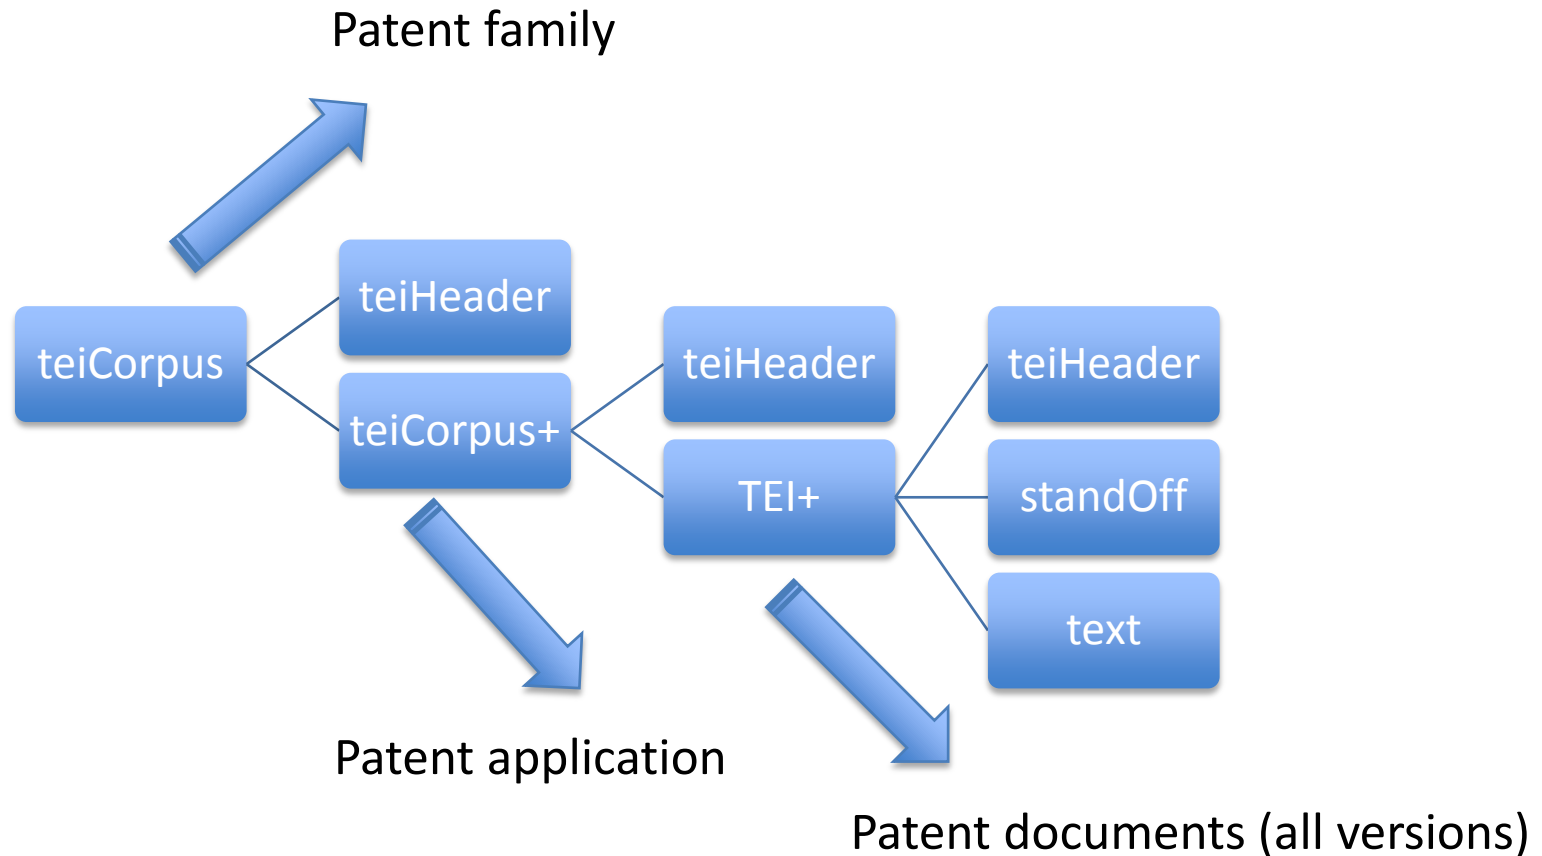 Patent family
teiHeader
teiCorpus
teiHeader
teiHeader
teiCorpus+
TEI+
standOff
text
Patent application
Patent documents (all versions)